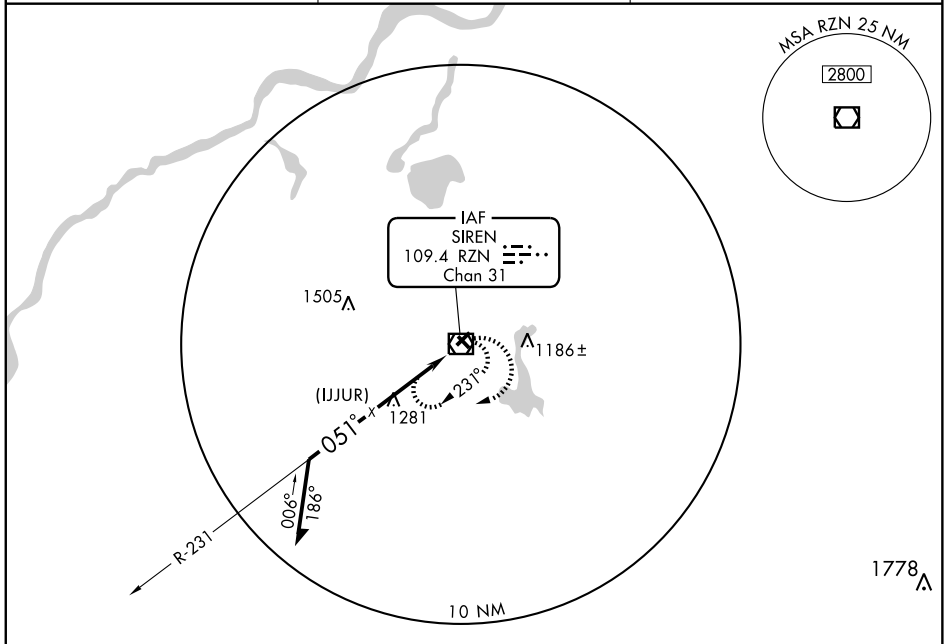 MSA RZN 25 NM
2800
IAF
SIREN
109.4 RZN
Chan 31
1505
1186±
(IJJUR)
1281
231°
051°
006°
186°
R-231
1778
10 NM